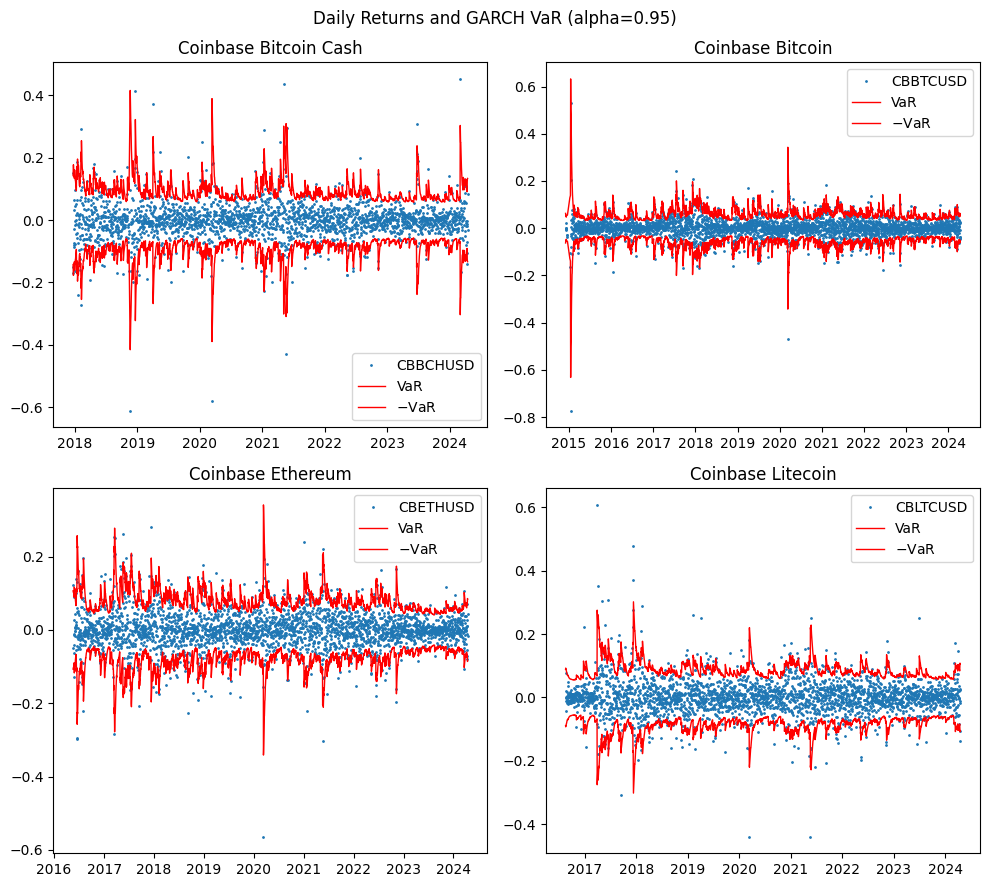 Daily Returns and GARCH VaR (alpha=0.95)
Coinbase Bitcoin Cash
0.4
0.2
0.0
−0.2
−0.4
−0.6
2018 2019 2020 2021 2022 2023 2024
CBBCHUSD
VaR
−VaR
Coinbase Bitcoin
0.6
0.4
0.2
0.0
−0.2
−0.4
−0.6
−0.8
2015 2016 2017 2018 2019 2020 2021 2022 2023 2024
CBBTCUSD
VaR
−VaR
Coinbase Ethereum
0.2
0.0
−0.2
−0.4
−0.6
2016 2017 2018 2019 2020 2021 2022 2023 2024
CBETHUSD
VaR
−VaR
Coinbase Litecoin
0.6
0.4
0.2
0.0
−0.2
−0.4
2017 2018 2019 2020 2021 2022 2023 2024
CBLTCUSD
VaR
−VaR